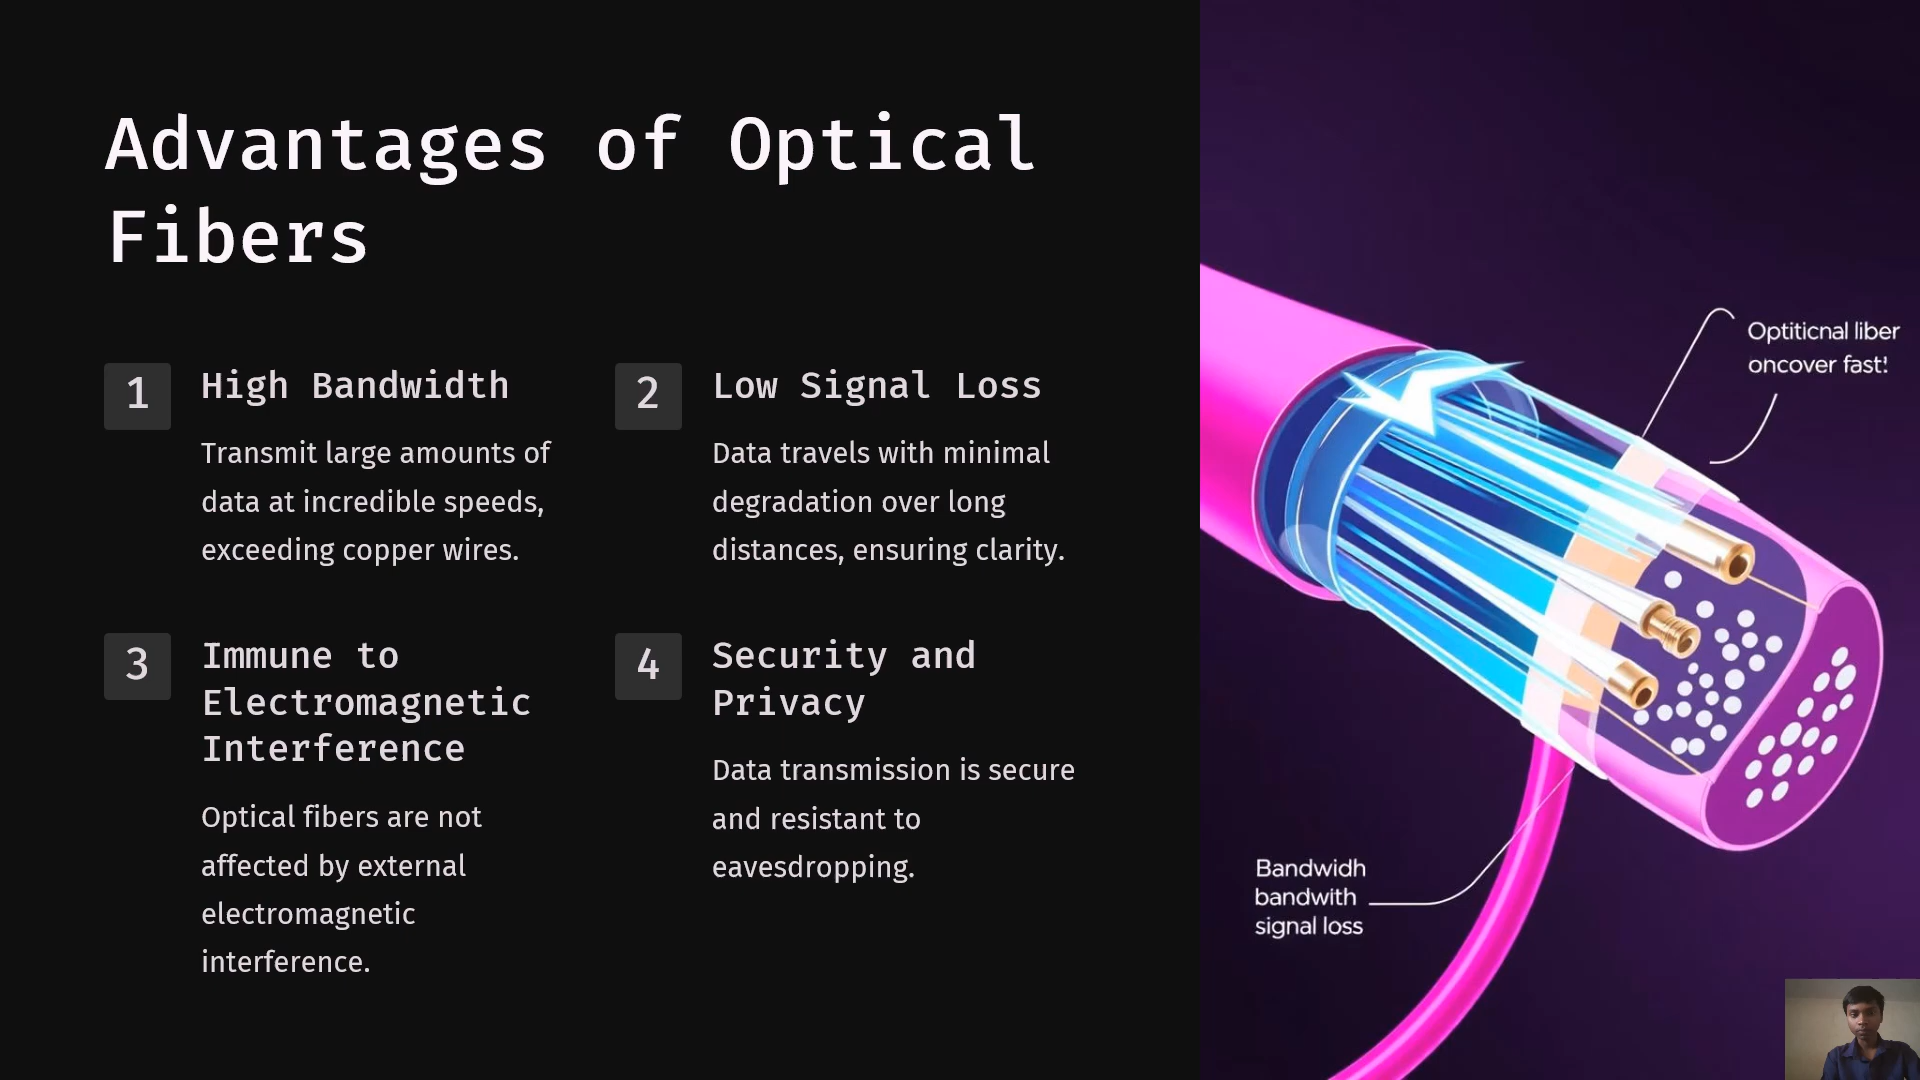 Advantages of Optical
Fibers
1
High Bandwidth
Transmit large amounts of
data at incredible speeds,
exceeding copper wires.
2
Low Signal Loss
Data travels with minimal
degradation over long
distances, ensuring clarity.
3
Immune to
Electromagnetic
Interference
Optical fibers are not
affected by external
electromagnetic
interference.
4
Security and
Privacy
Data transmission is secure
and resistant to
eavesdropping.
Optiticnal liber
oncover fast!
Bandwidh
bandwith
signal loss